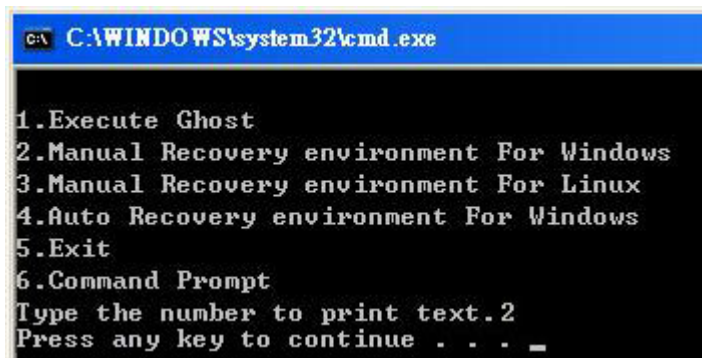 C:\WINDOWS\system32\cmd.exe
1.Execute Ghost
2.Manual Recovery environment For Windows
3.Manual Recovery environment For Linux
4.Auto Recovery environment For Windows
5.Exit
6.Command Prompt
Type the number to print text.2
Press any key to continue . . . _